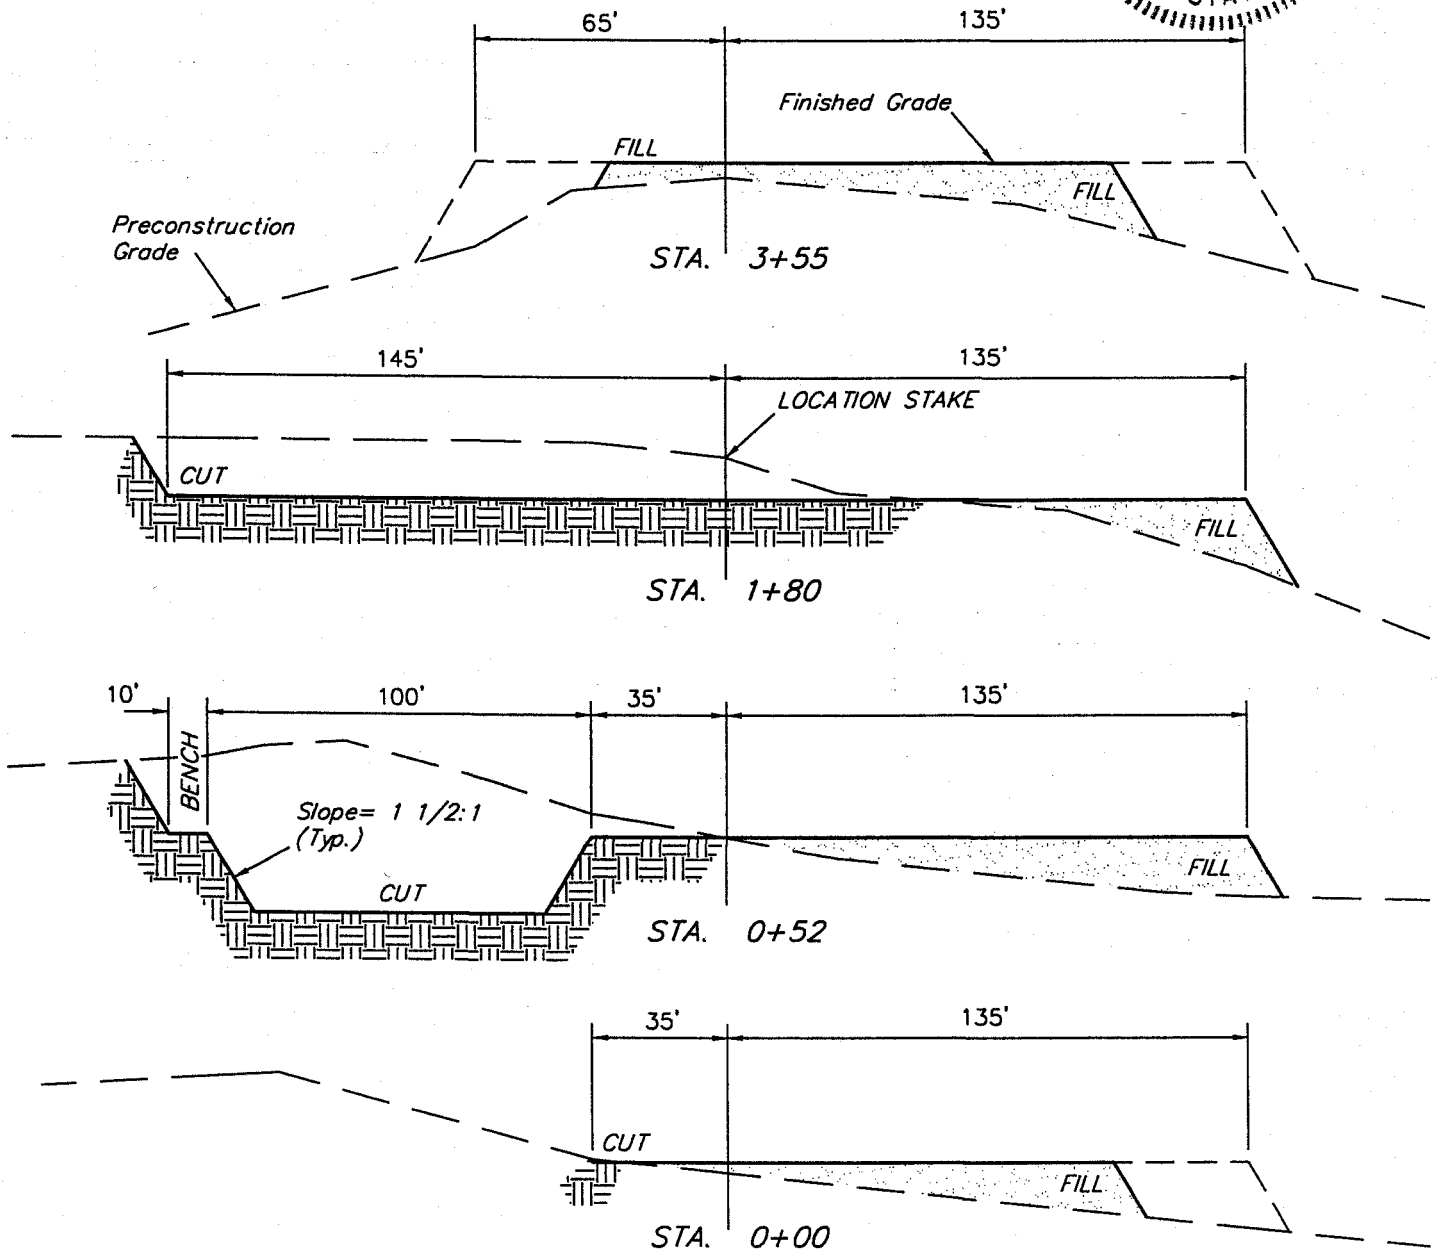 65'
135'
Finished Grade
FILL
FILL
Preconstruction
Grade
STA. 3+55
145'
135'
LOCATION STAKE
CUT
FILL
STA. 1+80
10'
100'
35'
135'
BENCH
Slope= 1 1/2:1
(Typ.)
CUT
FILL
STA. 0+52
35'
135'
CUT
FILL
STA. 0+00